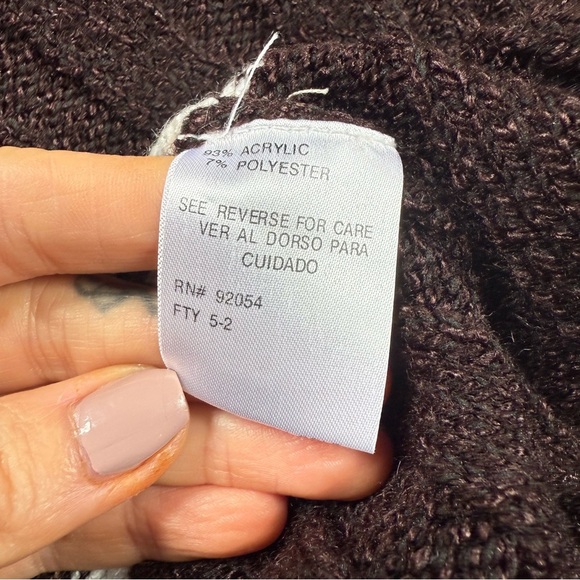 93% ACRYLIC
7% POLYESTER
SEE REVERSE FOR CARE
VER AL DORSO PARA
CUIDADO
RN# 92054
FTY 5-2